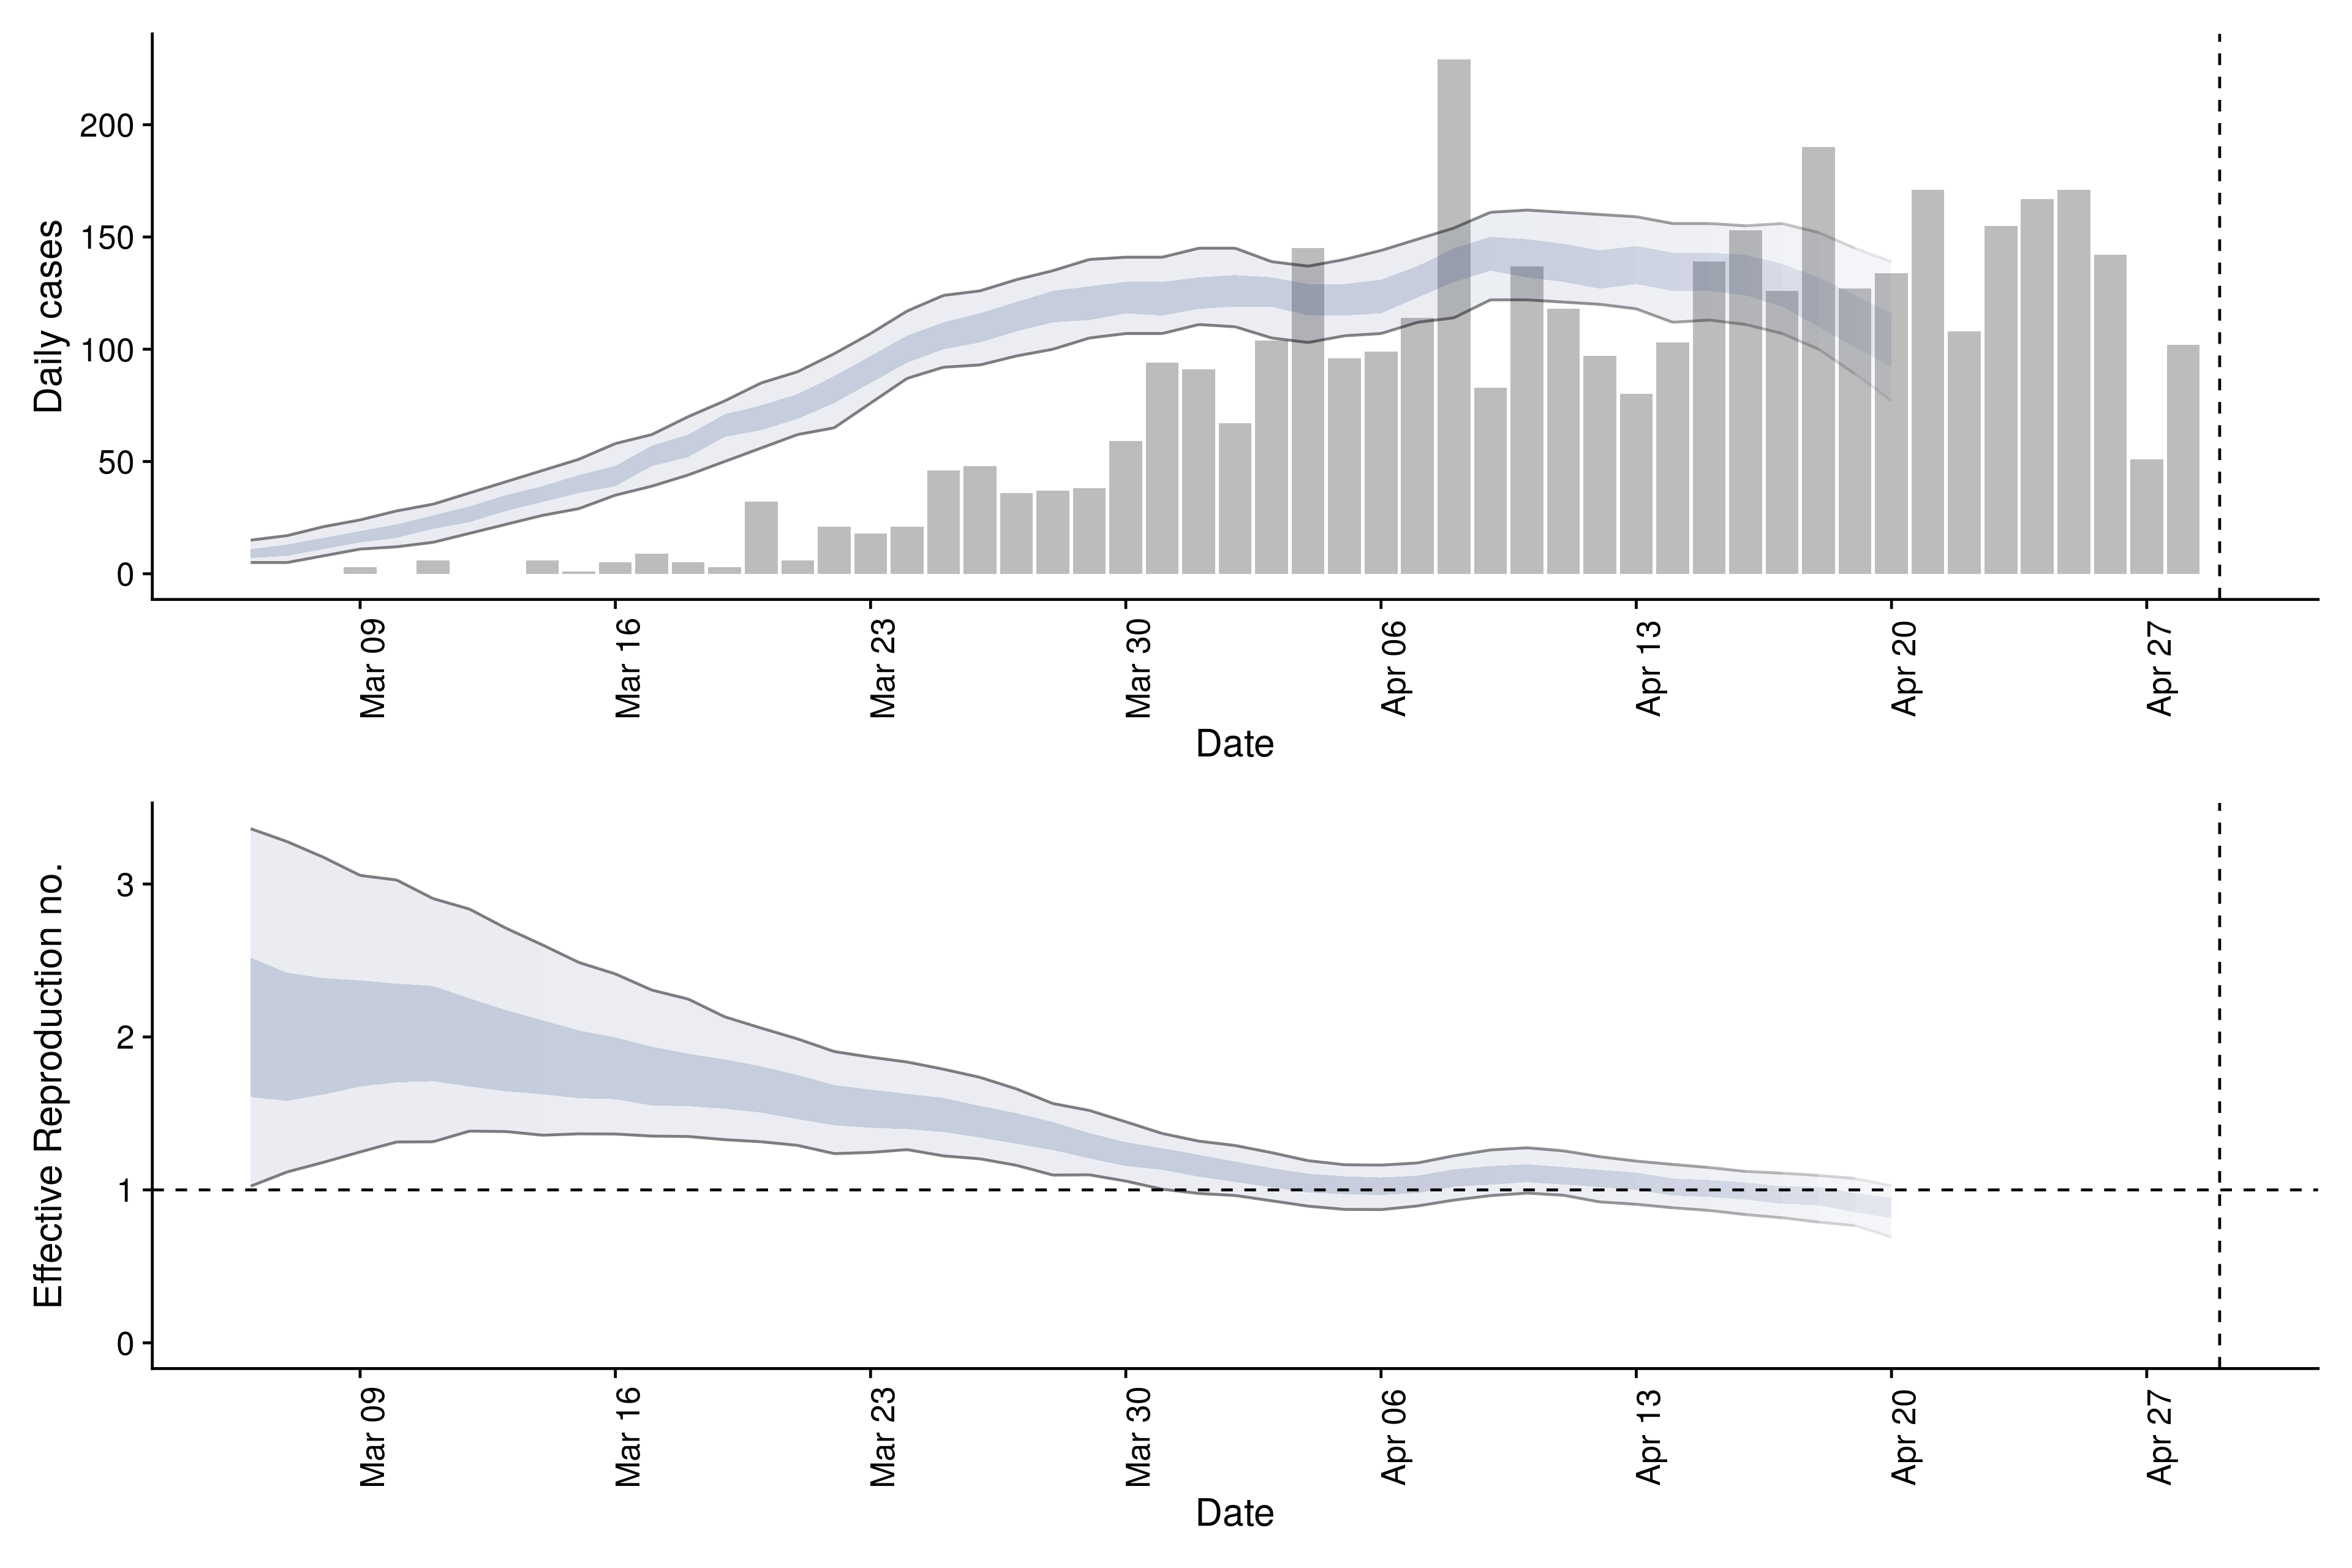 Daily cases
200
150
100
50
0
Mar 09
Mar 16
Mar 23
Mar 30
Apr 06
Apr 13
Apr 20
Apr 27
Date
Effective Reproduction no.
3
2
1
0
Mar 09
Mar 16
Mar 23
Mar 30
Apr 06
Apr 13
Apr 20
Apr 27
Date